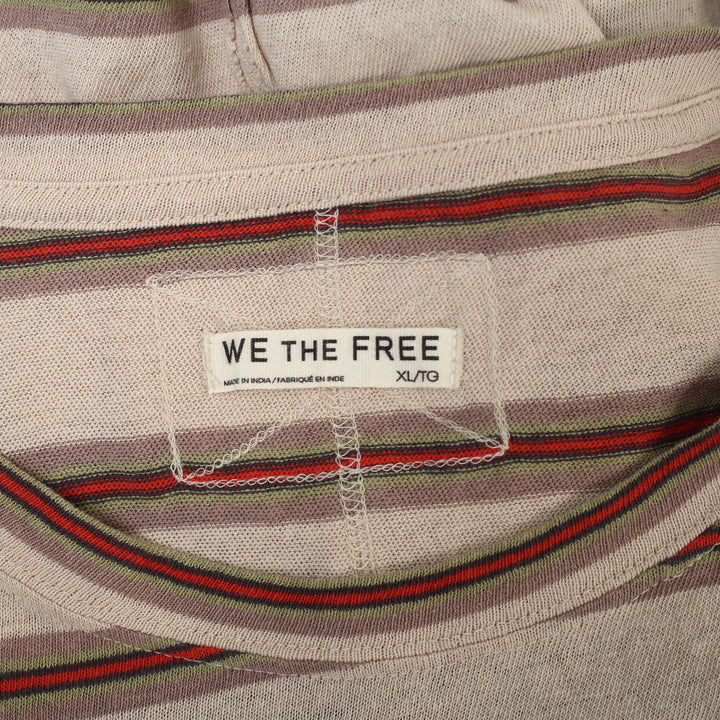 WE THE FREE
MADE IN INDIA / FABRIQUÉ EN INDE XL/TG